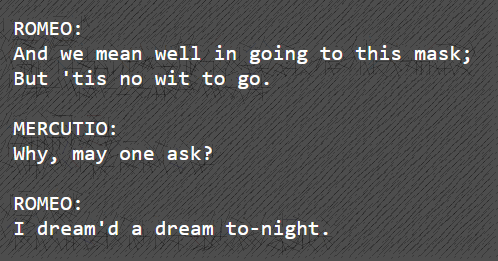 ROMEO:
And we mean well in going to this mask;
But 'tis no wit to go.
MERCUTIO:
Why, may one ask?
ROMEO:
I dream'd a dream to-night.